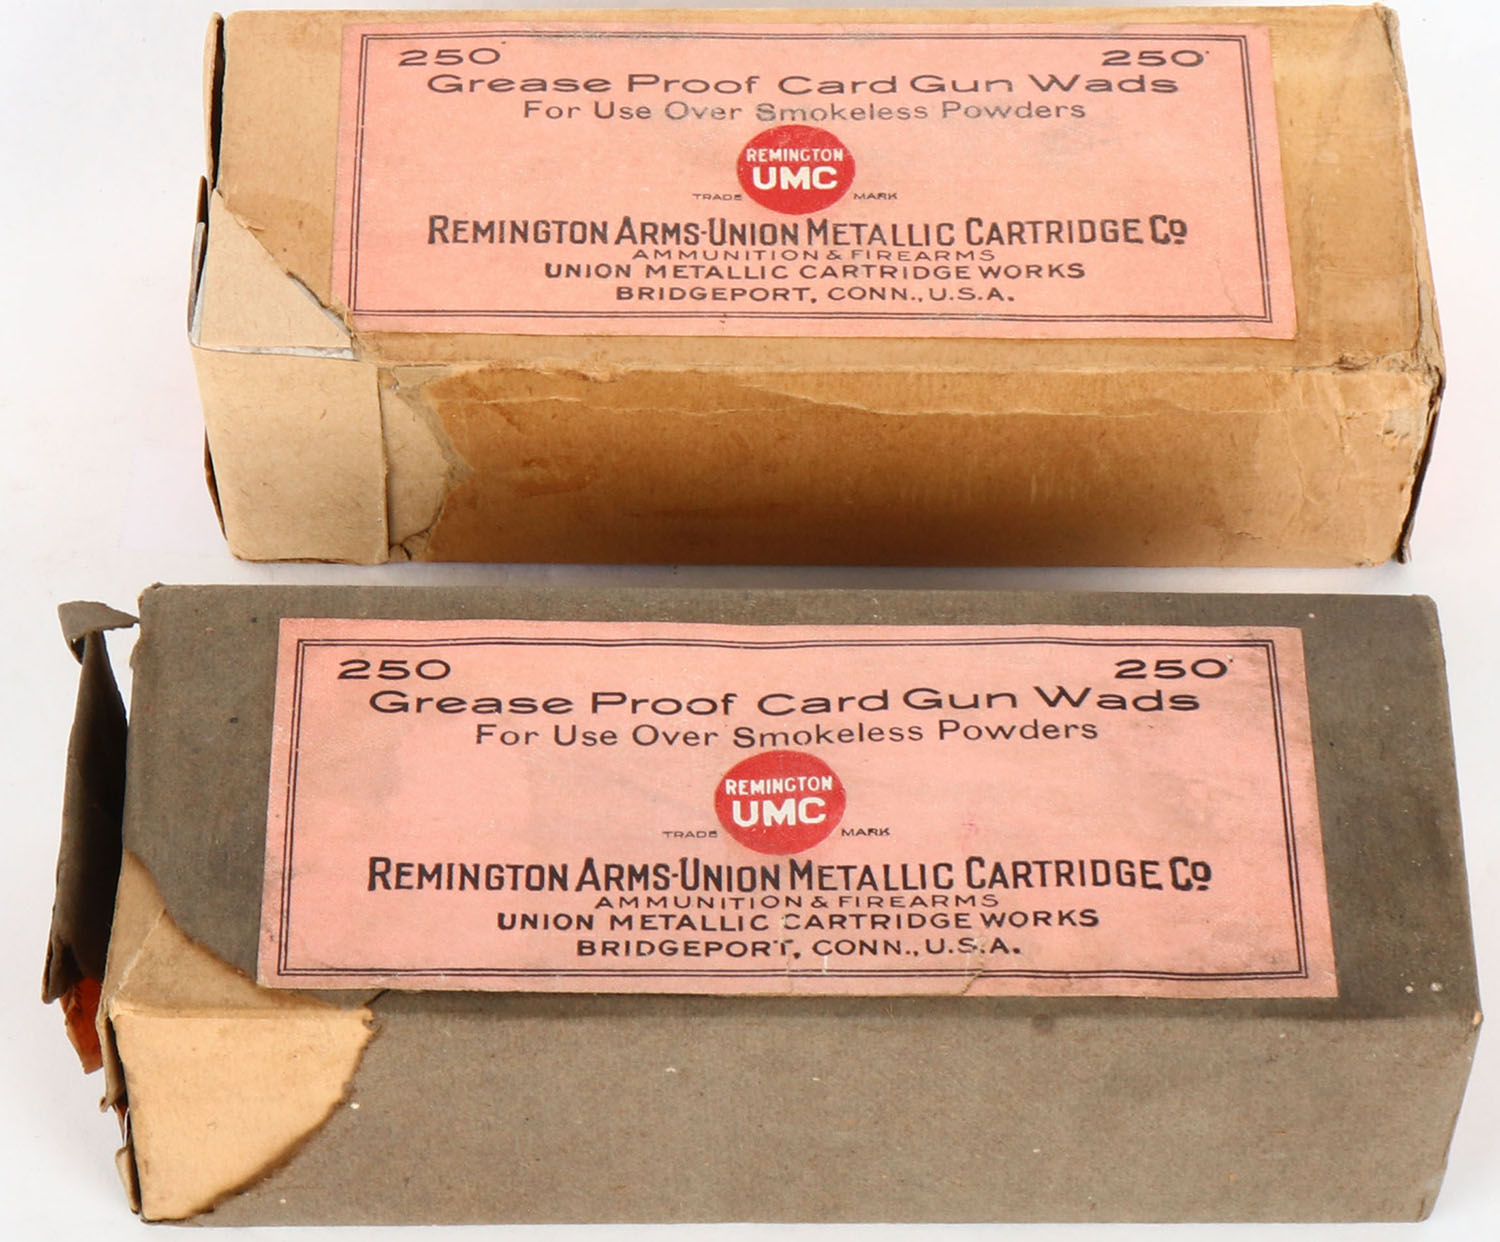 250 250
Grease Proof Card Gun Wads
For Use Over Smokeless Powders
REMINGTON
UMC
TRADE MARK
REMINGTON ARMS-UNION METALLIC CARTRIDGE Co
AMMUNITION & FIREARMS
UNION METALLIC CARTRIDGE WORKS
BRIDGEPORT, CONN., U.S.A.
250 250
Grease Proof Card Gun Wads
For Use Over Smokeless Powders
REMINGTON
UMC
TRADE MARK
REMINGTON ARMS-UNION METALLIC CARTRIDGE Co
AMMUNITION & FIREARMS
UNION METALLIC CARTRIDGE WORKS
BRIDGEPORT, CONN., U.S.A.